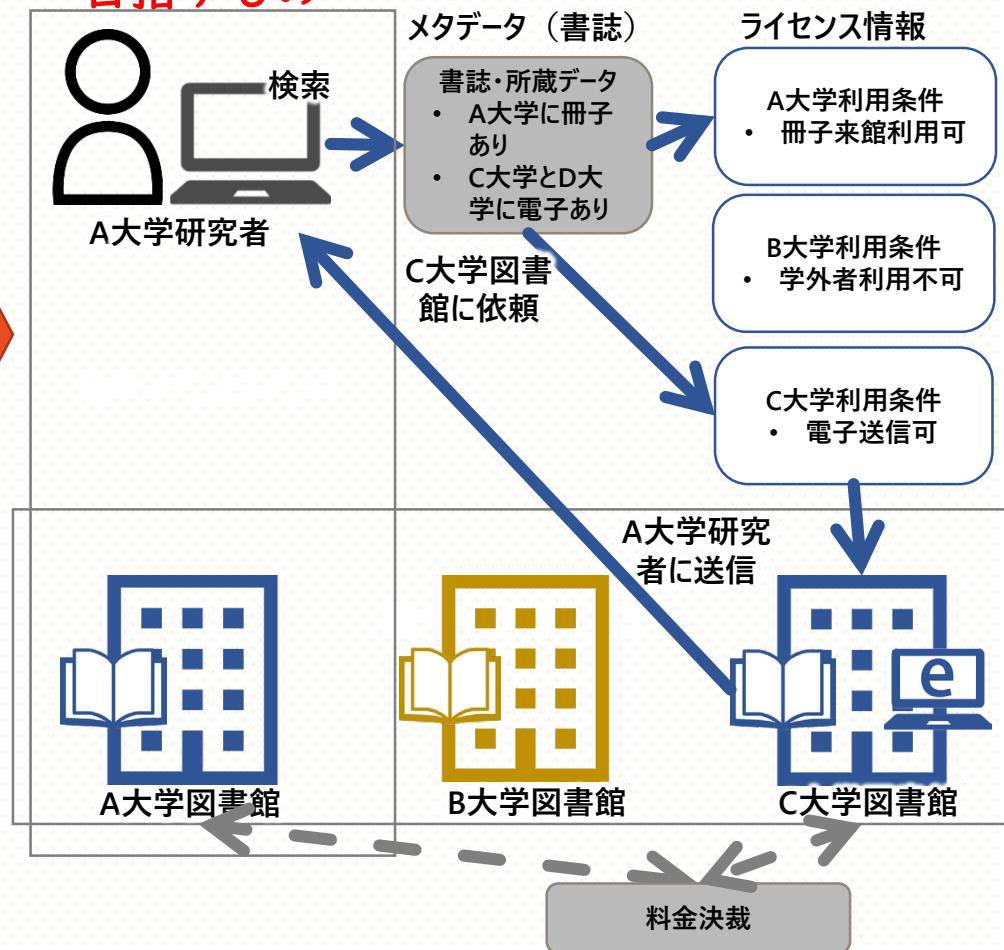 目指すもの
メタデータ（書誌）
ライセンス情報
検索
A大学研究者
書誌・所蔵データ
• A大学に冊子
あり
• C大学とD大
学に電子あり
A大学利用条件
• 冊子来館利用可
B大学利用条件
• 学外者利用不可
C大学図書
館に依頼
C大学利用条件
• 電子送信可
A大学研究
者に送信
e
A大学図書館
B大学図書館
C大学図書館
料金決裁